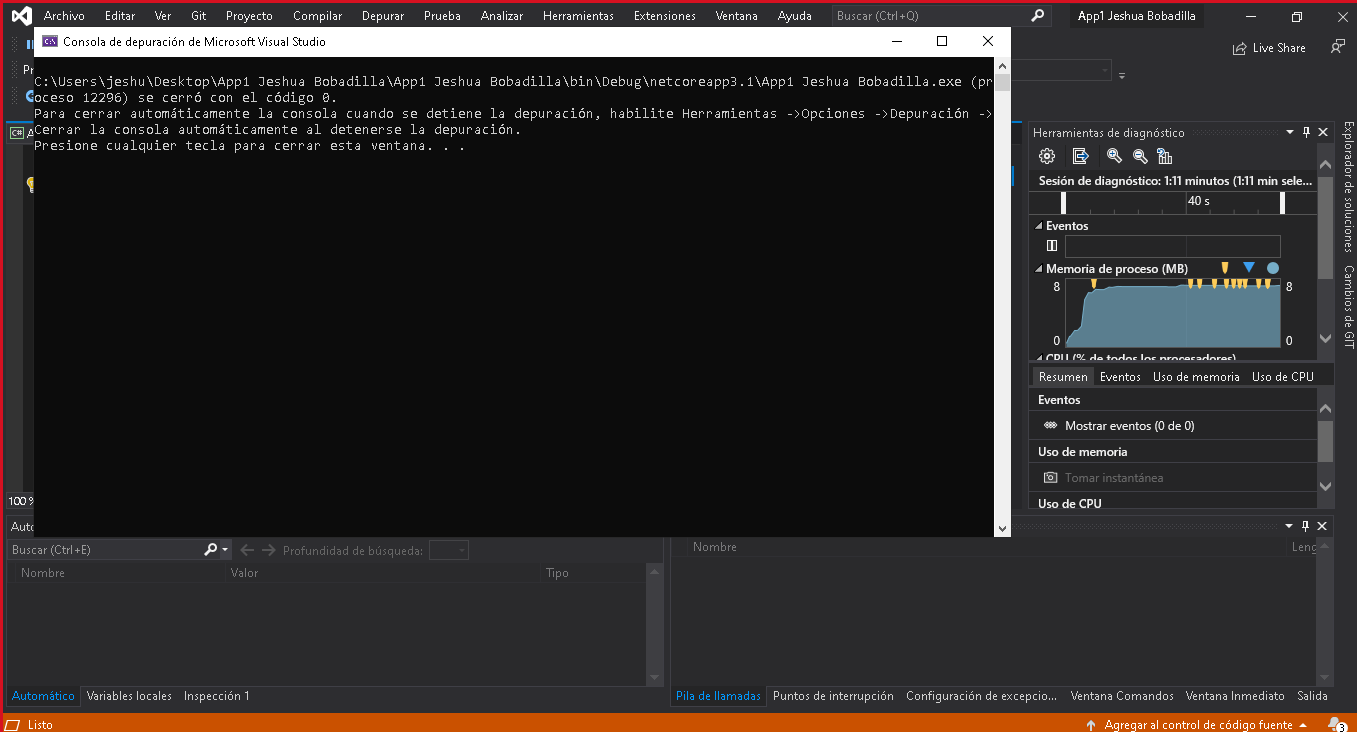 Archivo Editar Ver Git Proyecto Compilar Depurar Prueba Analizar Herramientas Extensiones Ventana Ayuda Buscar (Ctrl+Q) App1 Jeshua Bobadilla
Consola de depuración de Microsoft Visual Studio
Live Share
C:\Users\jeshu\Desktop\App1 Jeshua Bobadilla\App1 Jeshua Bobadilla\bin\Debug\netcoreapp3.1\App1 Jeshua Bobadilla.exe (pr
oceso 12296) se cerró con el código 0.
Para cerrar automáticamente la consola cuando se detiene la depuración, habilite Herramientas ->Opciones ->Depuración ->
Cerrar la consola automáticamente al detenerse la depuración.
Presione cualquier tecla para cerrar esta ventana. . .
Pr
C#
A
100 %
Herramientas de diagnóstico
Sesión de diagnóstico: 1:11 minutos (1:11 min sele...
40 s
Eventos
Memoria de proceso (MB)
8 8
0 0
CPU (% de todos los procesadores)
Resumen Eventos Uso de memoria Uso de CPU
Eventos
Mostrar eventos (0 de 0)
Uso de memoria
Tomar instantánea
Uso de CPU
Explorador de soluciones
Cambios de GIT
Auto
Buscar (Ctrl+E) Profundidad de búsqueda:
Nombre Valor Tipo
Nombre Leng
Automático Variables locales Inspección 1
Pila de llamadas Puntos de interrupción Configuración de excepcio... Ventana Comandos Ventana Inmediato Salida
Listo Agregar al control de código fuente 3